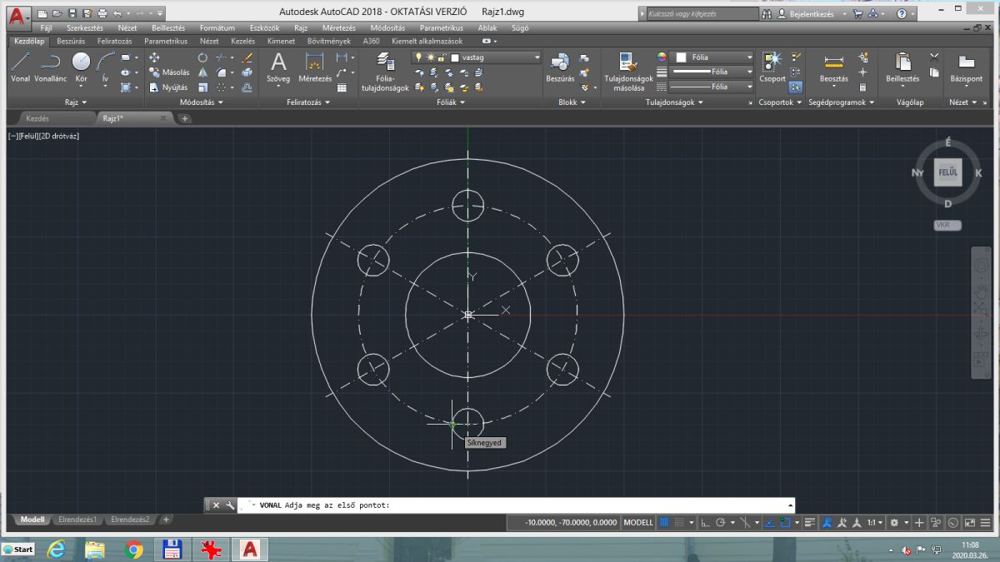 Autodesk AutoCAD 2018 - OKTATÁSI VERZIÓ Rajz1.dwg
Kulcsszó vagy kifejezés
Bejelentkezés
Fájl Szerkesztés Nézet Beillesztés Formátum Eszközök Rajz Méretezés Módosítás Parametrikus Ablak Súgó
Kezdőlap Beszúrás Feliratozás Parametrikus Nézet Kezelés Kimenet Bővítmények A360 Kiemelt alkalmazások
vastag
Fólia
Másolás
Fólia
Vonal Vonallánc Kör Ív
Nyújtás
Szöveg Méretezés
Fólia-tulajdonságok
Beszúrás
Tulajdonságok másolása
Fólia
Csoport
Beosztás
Beillesztés
Bázispont
Rajz Módosítás Feliratozás Fóliák Blokk Tulajdonságok Csoportok Segédprogramok Vágólap Nézet
Kezdés Rajz1*
[−][Felül][2D drótváz]
É
Ny FELÜL K
D
VKR
Y
X
Síknegyed
VONAL Adja meg az első pontot:
Modell Elrendezés1 Elrendezés2
-10.0000, -70.0000, 0.0000 MODELL
1:1
Start
11:08
2020.03.26.